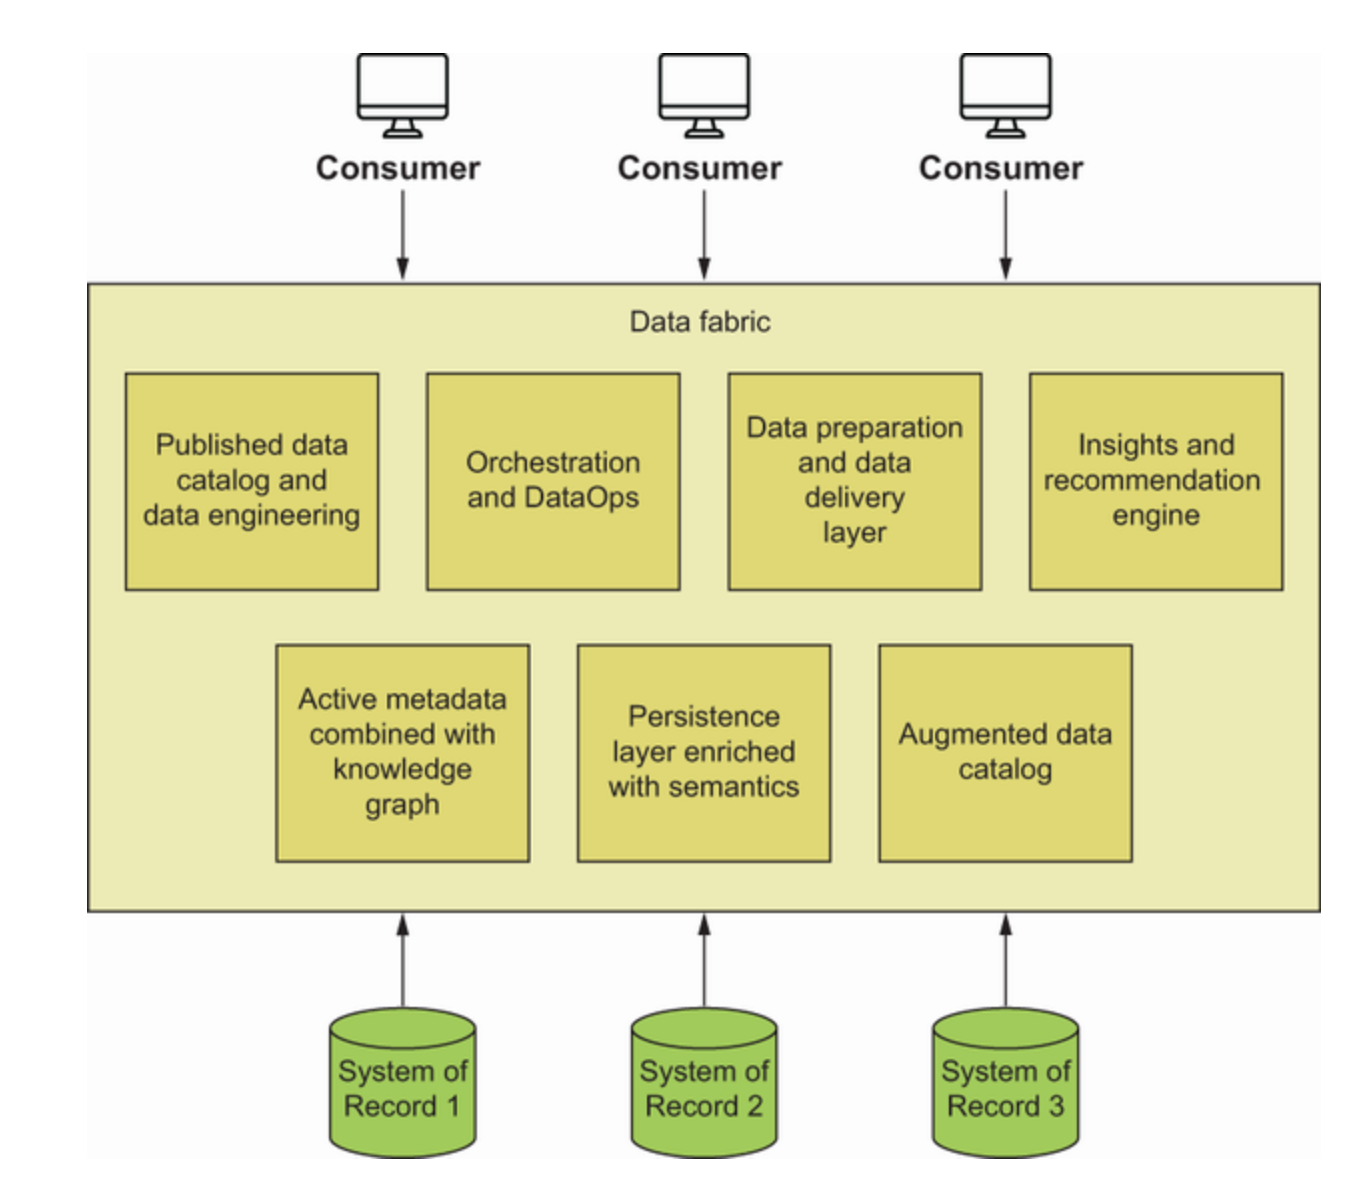 Consumer
Consumer
Consumer
Data fabric
Published data
catalog and
data engineering
Orchestration
and DataOps
Data preparation
and data
delivery
layer
Insights and
recommendation
engine
Active metadata
combined with
knowledge
graph
Persistence
layer enriched
with semantics
Augmented data
catalog
System of
Record 1
System of
Record 2
System of
Record 3